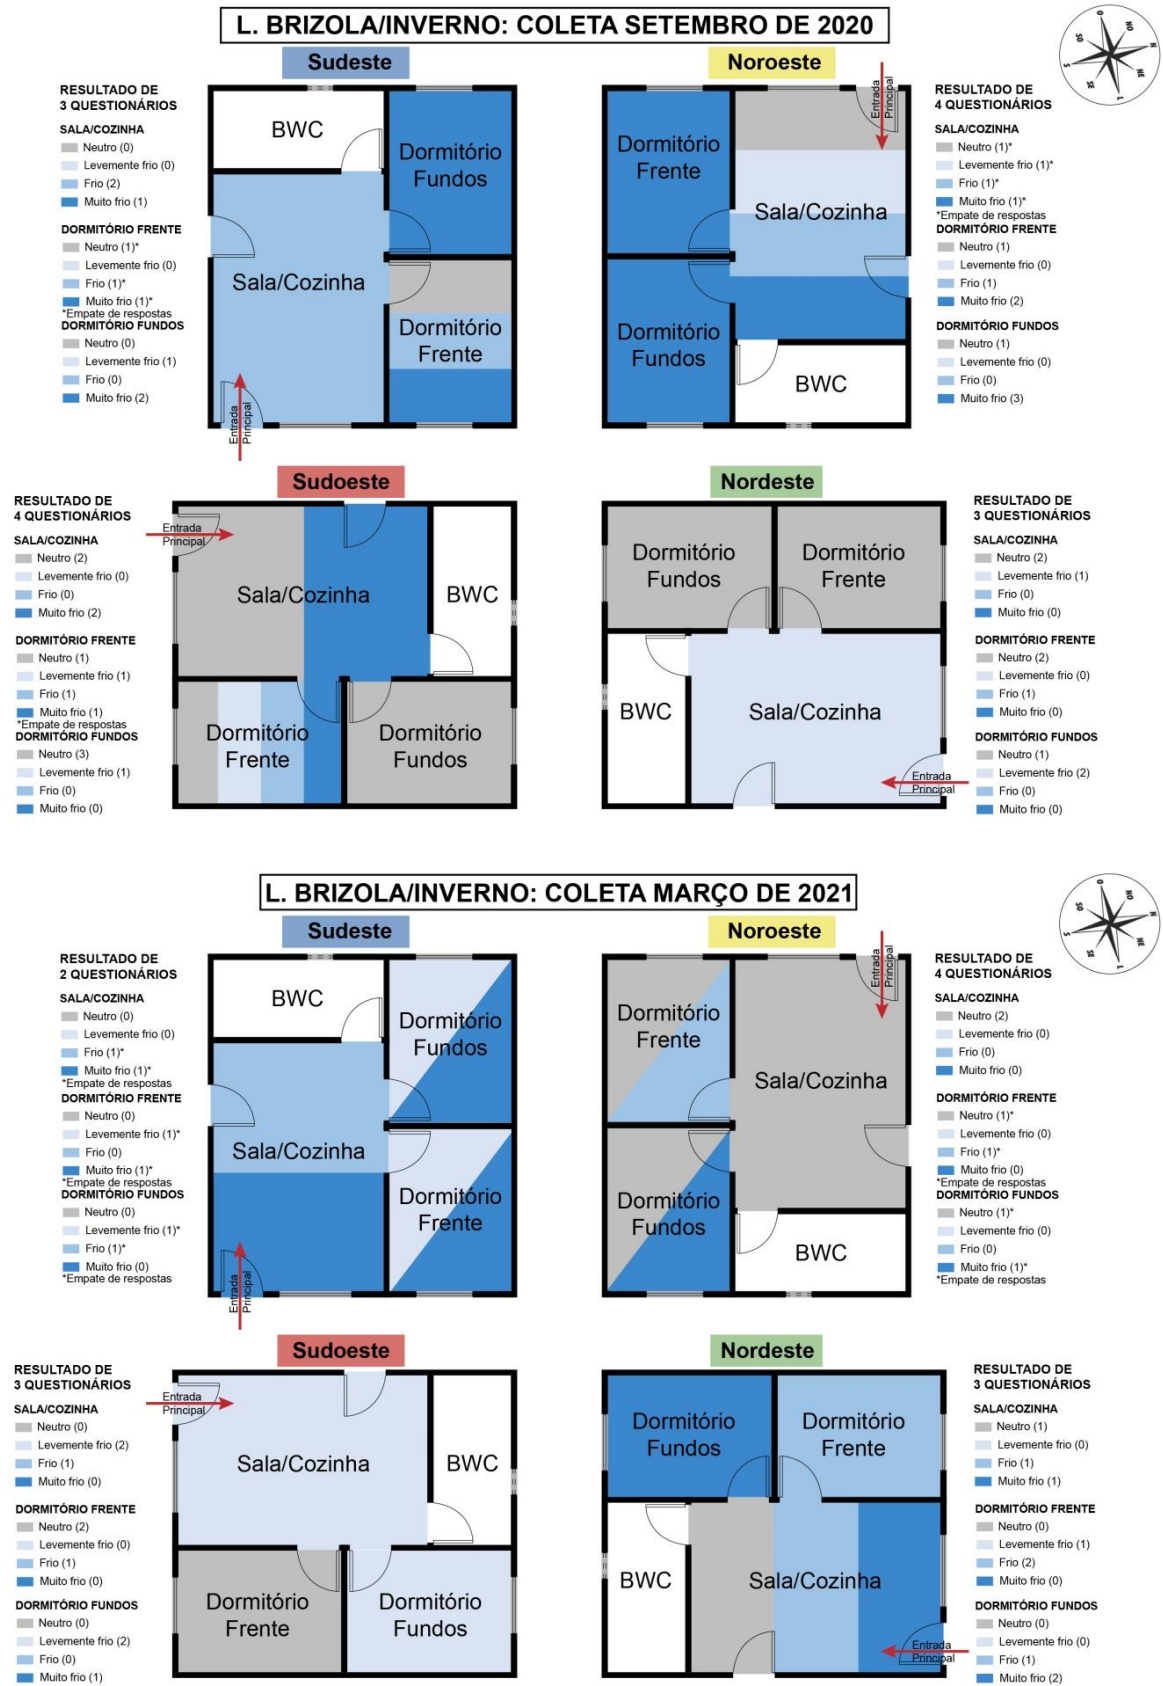 L. BRIZOLA/INVERNO: COLETA SETEMBRO DE 2020
Sudeste
RESULTADO DE
3 QUESTIONÁRIOS
SALA/COZINHA
Neutro (0)
Levemente frio (0)
Frio (2)
Muito frio (1)
DORMITÓRIO FRENTE
Neutro (1)*
Levemente frio (0)
Frio (1)*
Muito frio (1)*
*Empate de respostas
DORMITÓRIO FUNDOS
Neutro (0)
Levemente frio (1)
Frio (0)
Muito frio (2)
BWC
Dormitório
Fundos
Sala/Cozinha
Dormitório
Frente
Entrada
Principal
Noroeste
Entrada
Principal
Dormitório
Frente
Sala/Cozinha
Dormitório
Fundos
BWC
O
NO
N
NE
L
SE
S
SO
RESULTADO DE
4 QUESTIONÁRIOS
SALA/COZINHA
Neutro (1)*
Levemente frio (1)*
Frio (1)*
Muito frio (1)*
*Empate de respostas
DORMITÓRIO FRENTE
Neutro (1)
Levemente frio (0)
Frio (1)
Muito frio (2)
DORMITÓRIO FUNDOS
Neutro (1)
Levemente frio (0)
Frio (0)
Muito frio (3)
Sudoeste
RESULTADO DE
4 QUESTIONÁRIOS
SALA/COZINHA
Neutro (2)
Levemente frio (0)
Frio (0)
Muito frio (2)
DORMITÓRIO FRENTE
Neutro (1)
Levemente frio (1)
Frio (1)
Muito frio (1)
*Empate de respostas
DORMITÓRIO FUNDOS
Neutro (3)
Levemente frio (1)
Frio (0)
Muito frio (0)
Entrada
Principal
Sala/Cozinha
BWC
Dormitório
Frente
Dormitório
Fundos
Nordeste
Dormitório
Fundos
Dormitório
Frente
BWC
Sala/Cozinha
Entrada
Principal
RESULTADO DE
3 QUESTIONÁRIOS
SALA/COZINHA
Neutro (2)
Levemente frio (1)
Frio (0)
Muito frio (0)
DORMITÓRIO FRENTE
Neutro (2)
Levemente frio (0)
Frio (1)
Muito frio (0)
DORMITÓRIO FUNDOS
Neutro (1)
Levemente frio (2)
Frio (0)
Muito frio (0)
L. BRIZOLA/INVERNO: COLETA MARÇO DE 2021
Sudeste
RESULTADO DE
2 QUESTIONÁRIOS
SALA/COZINHA
Neutro (0)
Levemente frio (0)
Frio (1)*
Muito frio (1)*
*Empate de respostas
DORMITÓRIO FRENTE
Neutro (0)
Levemente frio (1)*
Frio (0)
Muito frio (1)*
*Empate de respostas
DORMITÓRIO FUNDOS
Neutro (0)
Levemente frio (1)*
Frio (1)*
Muito frio (0)
*Empate de respostas
BWC
Dormitório
Fundos
Sala/Cozinha
Dormitório
Frente
Entrada
Principal
Noroeste
Entrada
Principal
Dormitório
Frente
Sala/Cozinha
Dormitório
Fundos
BWC
O
NO
N
NE
L
SE
S
SO
RESULTADO DE
4 QUESTIONÁRIOS
SALA/COZINHA
Neutro (2)
Levemente frio (0)
Frio (0)
Muito frio (0)
DORMITÓRIO FRENTE
Neutro (1)*
Levemente frio (0)
Frio (1)*
Muito frio (0)
*Empate de respostas
DORMITÓRIO FUNDOS
Neutro (1)*
Levemente frio (0)
Frio (0)
Muito frio (1)*
*Empate de respostas
Sudoeste
RESULTADO DE
3 QUESTIONÁRIOS
SALA/COZINHA
Neutro (0)
Levemente frio (2)
Frio (1)
Muito frio (0)
DORMITÓRIO FRENTE
Neutro (2)
Levemente frio (0)
Frio (1)
Muito frio (0)
DORMITÓRIO FUNDOS
Neutro (0)
Levemente frio (2)
Frio (0)
Muito frio (1)
Entrada
Principal
Sala/Cozinha
BWC
Dormitório
Frente
Dormitório
Fundos
Nordeste
Dormitório
Fundos
Dormitório
Frente
BWC
Sala/Cozinha
Entrada
Principal
RESULTADO DE
3 QUESTIONÁRIOS
SALA/COZINHA
Neutro (1)
Levemente frio (0)
Frio (1)
Muito frio (1)
DORMITÓRIO FRENTE
Neutro (0)
Levemente frio (1)
Frio (2)
Muito frio (0)
DORMITÓRIO FUNDOS
Neutro (0)
Levemente frio (0)
Frio (1)
Muito frio (2)